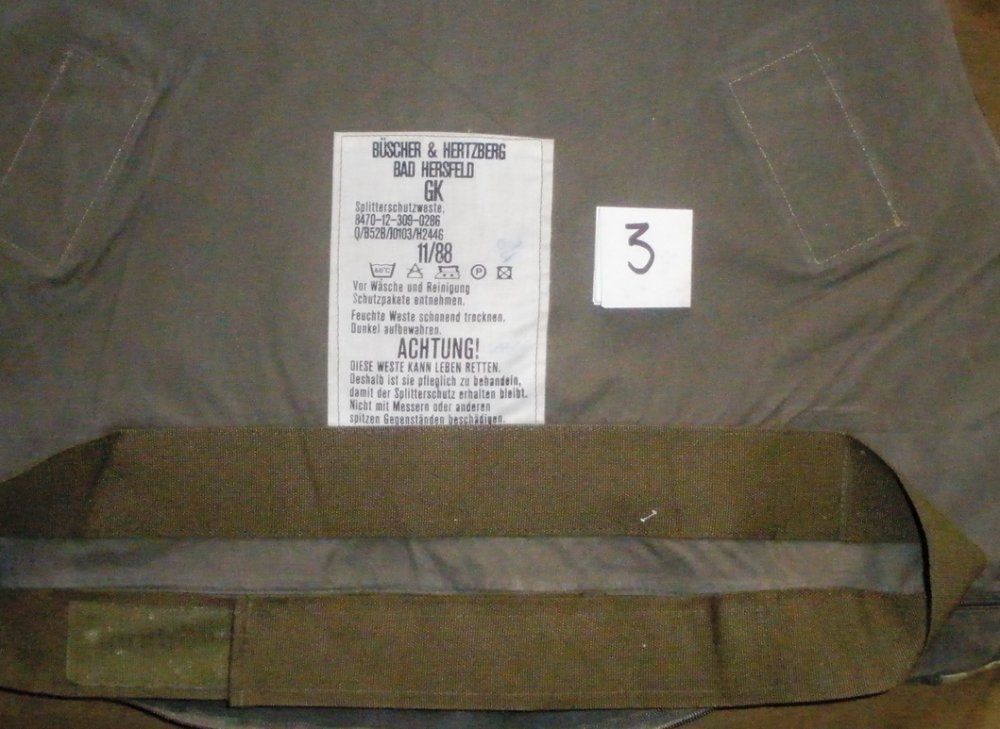 BÜSCHER & HERTZBERG
BAD HERSFELD
GK
Splitterschutzweste,
8470-12-309-0286
Q/B52B/J0103/H2446
11/88
60°C
P
Vor Wäsche und Reinigung
Schutzpakete entnehmen.
Feuchte Weste schonend trocknen.
Dunkel aufbewahren.
ACHTUNG!
DIESE WESTE KANN LEBEN RETTEN.
Deshalb ist sie pfleglich zu behandeln,
damit der Splitterschutz erhalten bleibt.
Nicht mit Messern oder anderen
spitzen Gegenständen beschädigen.
3